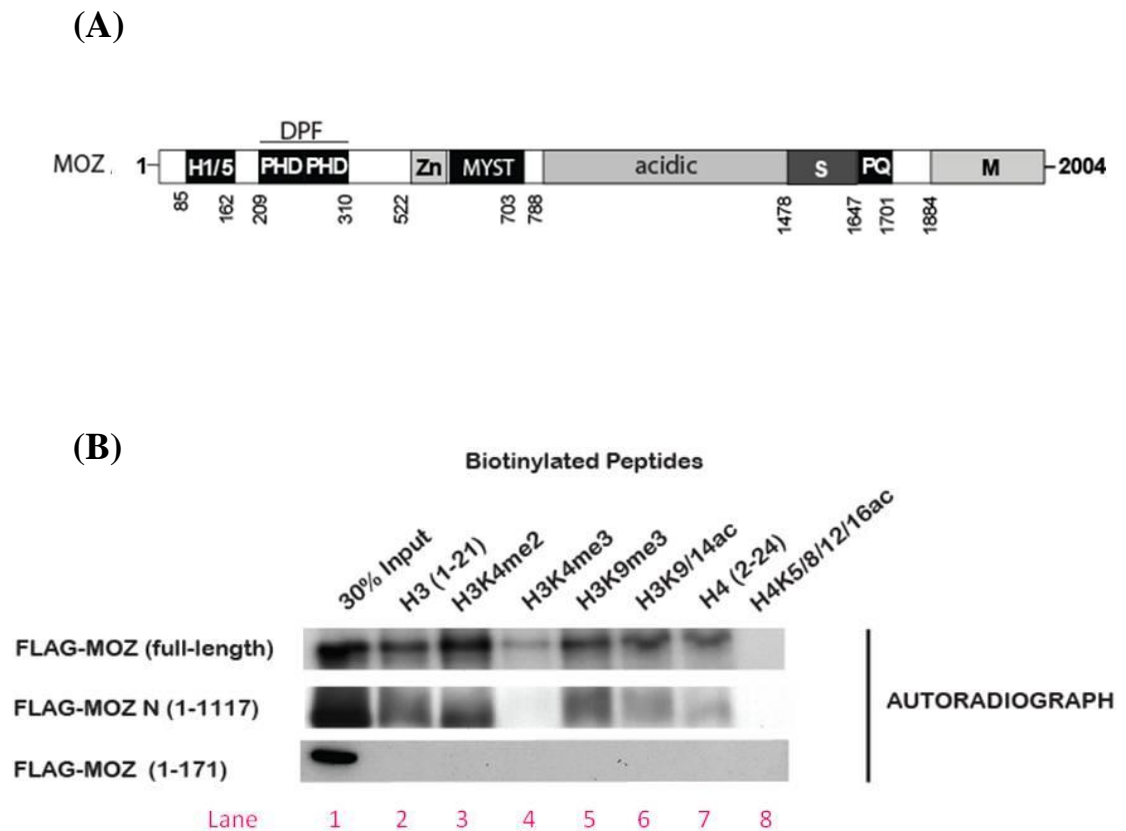 (A)
DPF
MOZ . 1- H1/5 PHD PHD Zn MYST acidic S PQ M -2004
85 162 209 310 522 703 788 1478 1647 1701 1884
(B)
Biotinylated Peptides
30% Input H3 (1-21) H3K4me2 H3K4me3 H3K9me3 H3K9/14ac H4 (2-24) H4K5/8/12/16ac
FLAG-MOZ (full-length)
FLAG-MOZ N (1-1117)
AUTORADIOGRAPH
FLAG-MOZ (1-171)
Lane 1 2 3 4 5 6 7 8